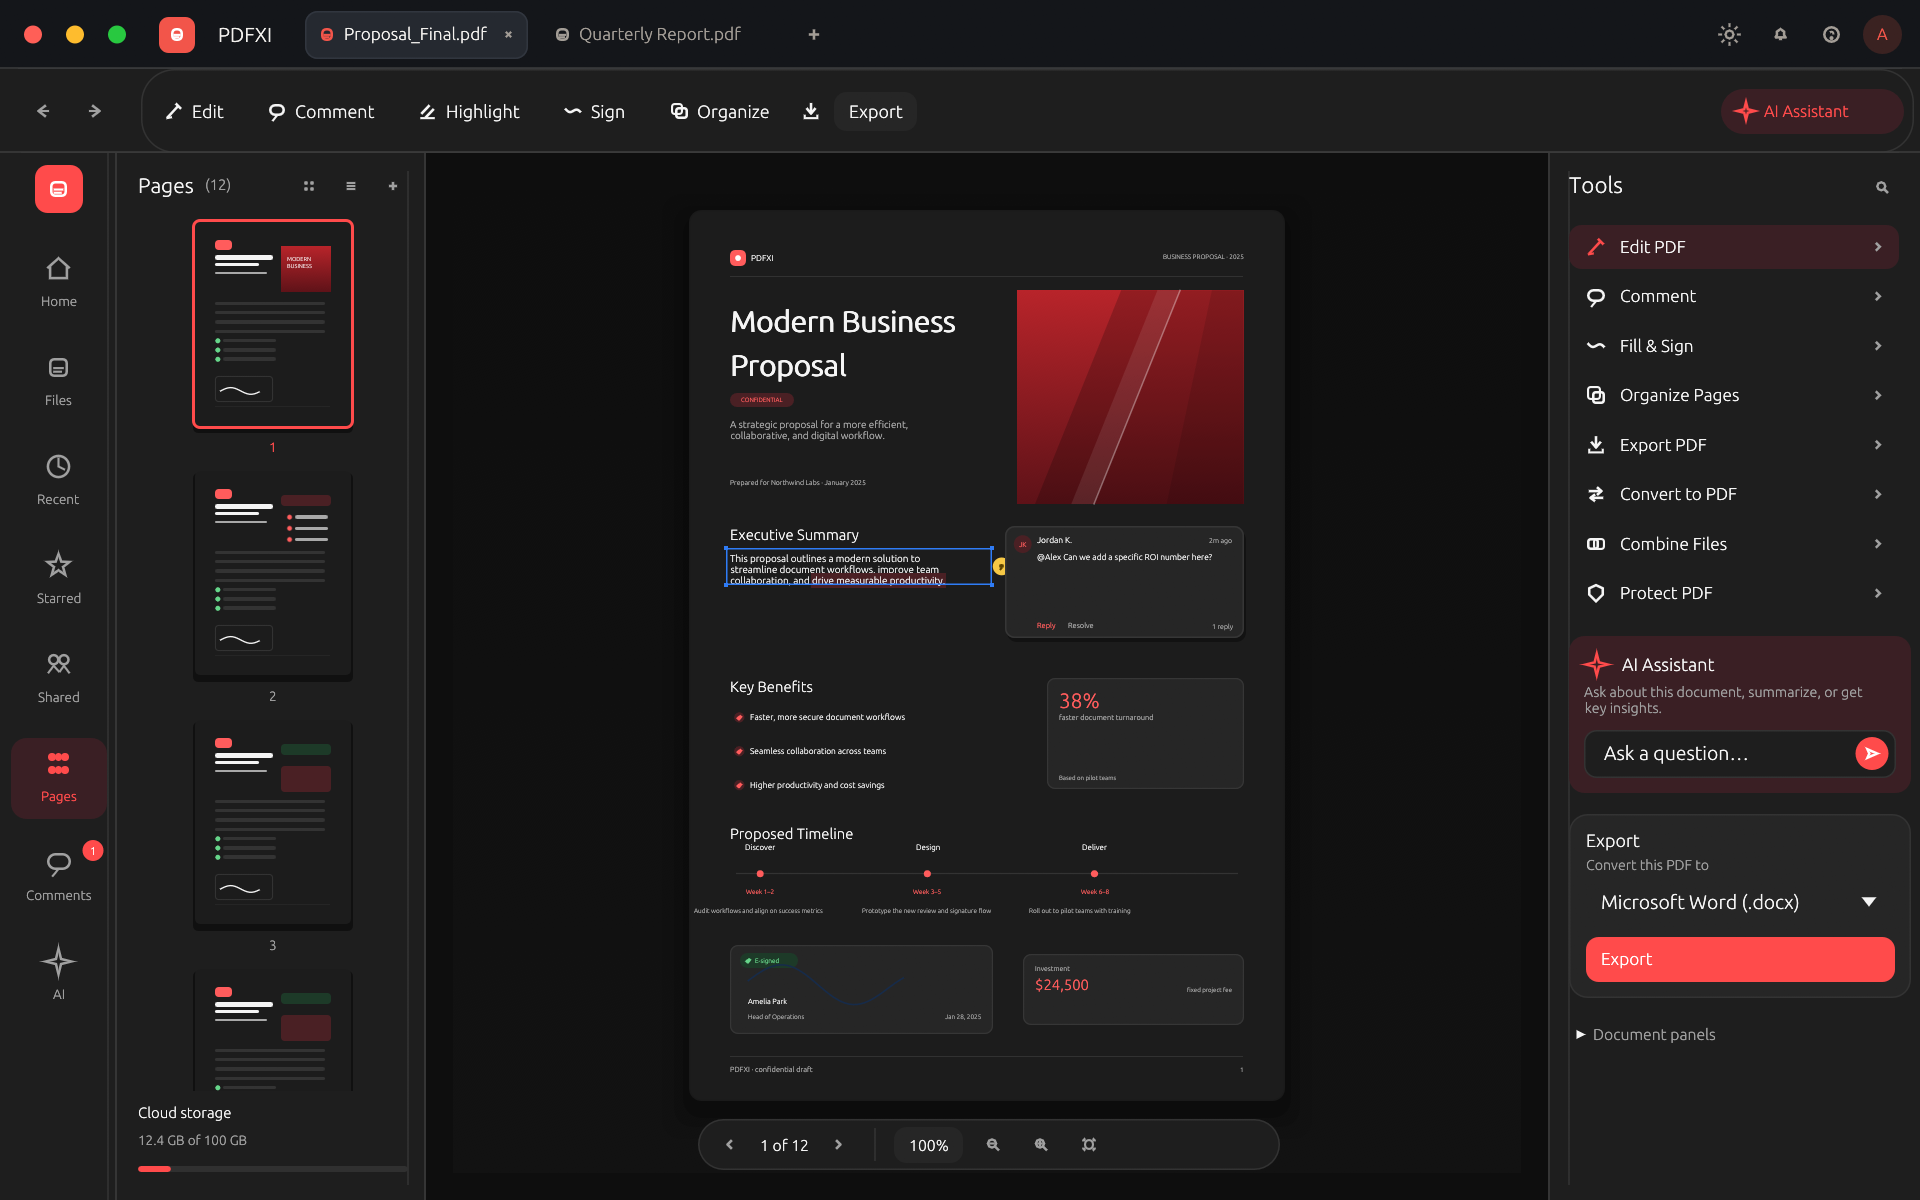 PDFXI
Proposal_Final.pdf ×
Quarterly Report.pdf
+
A
Edit
Comment
Highlight
Sign
Organize
Export
AI Assistant
Home
Files
Recent
Starred
Shared
Pages
1
Comments
AI
Pages (12)
MODERN
BUSINESS
1
2
3
Cloud storage
12.4 GB of 100 GB
PDFXI
BUSINESS PROPOSAL · 2025
Modern Business
Proposal
CONFIDENTIAL
A strategic proposal for a more efficient,
collaborative, and digital workflow.
Prepared for Northwind Labs · January 2025
Executive Summary
This proposal outlines a modern solution to
streamline document workflows, improve team
collaboration, and drive measurable productivity.
JK
Jordan K.
2m ago
@Alex Can we add a specific ROI number here?
Reply
Resolve
1 reply
Key Benefits
Faster, more secure document workflows
Seamless collaboration across teams
Higher productivity and cost savings
38%
faster document turnaround
Based on pilot teams
Proposed Timeline
Discover
Design
Deliver
Week 1–2
Week 3–5
Week 6–8
Audit workflows and align on success metrics
Prototype the new review and signature flow
Roll out to pilot teams with training
E-signed
Amelia Park
Head of Operations
Jan 28, 2025
Investment
$24,500
fixed project fee
PDFXI · confidential draft
1
1 of 12
100%
Tools
Edit PDF
Comment
Fill & Sign
Organize Pages
Export PDF
Convert to PDF
Combine Files
Protect PDF
AI Assistant
Ask about this document, summarize, or get
key insights.
Ask a question...
Export
Convert this PDF to
Microsoft Word (.docx)
Export
Document panels